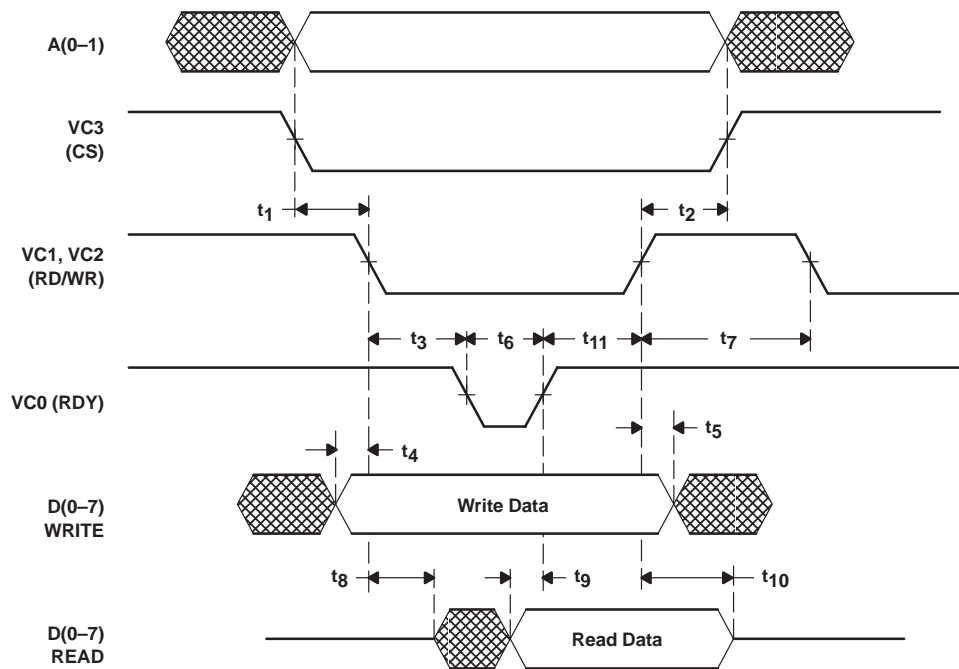 A(0–1)
VC3
(CS)
t1
t2
VC1, VC2
(RD/WR)
t3
t6
t11
t7
VC0 (RDY)
t5
t4
D(0–7)
WRITE
Write Data
t8
t9
t10
D(0–7)
READ
Read Data